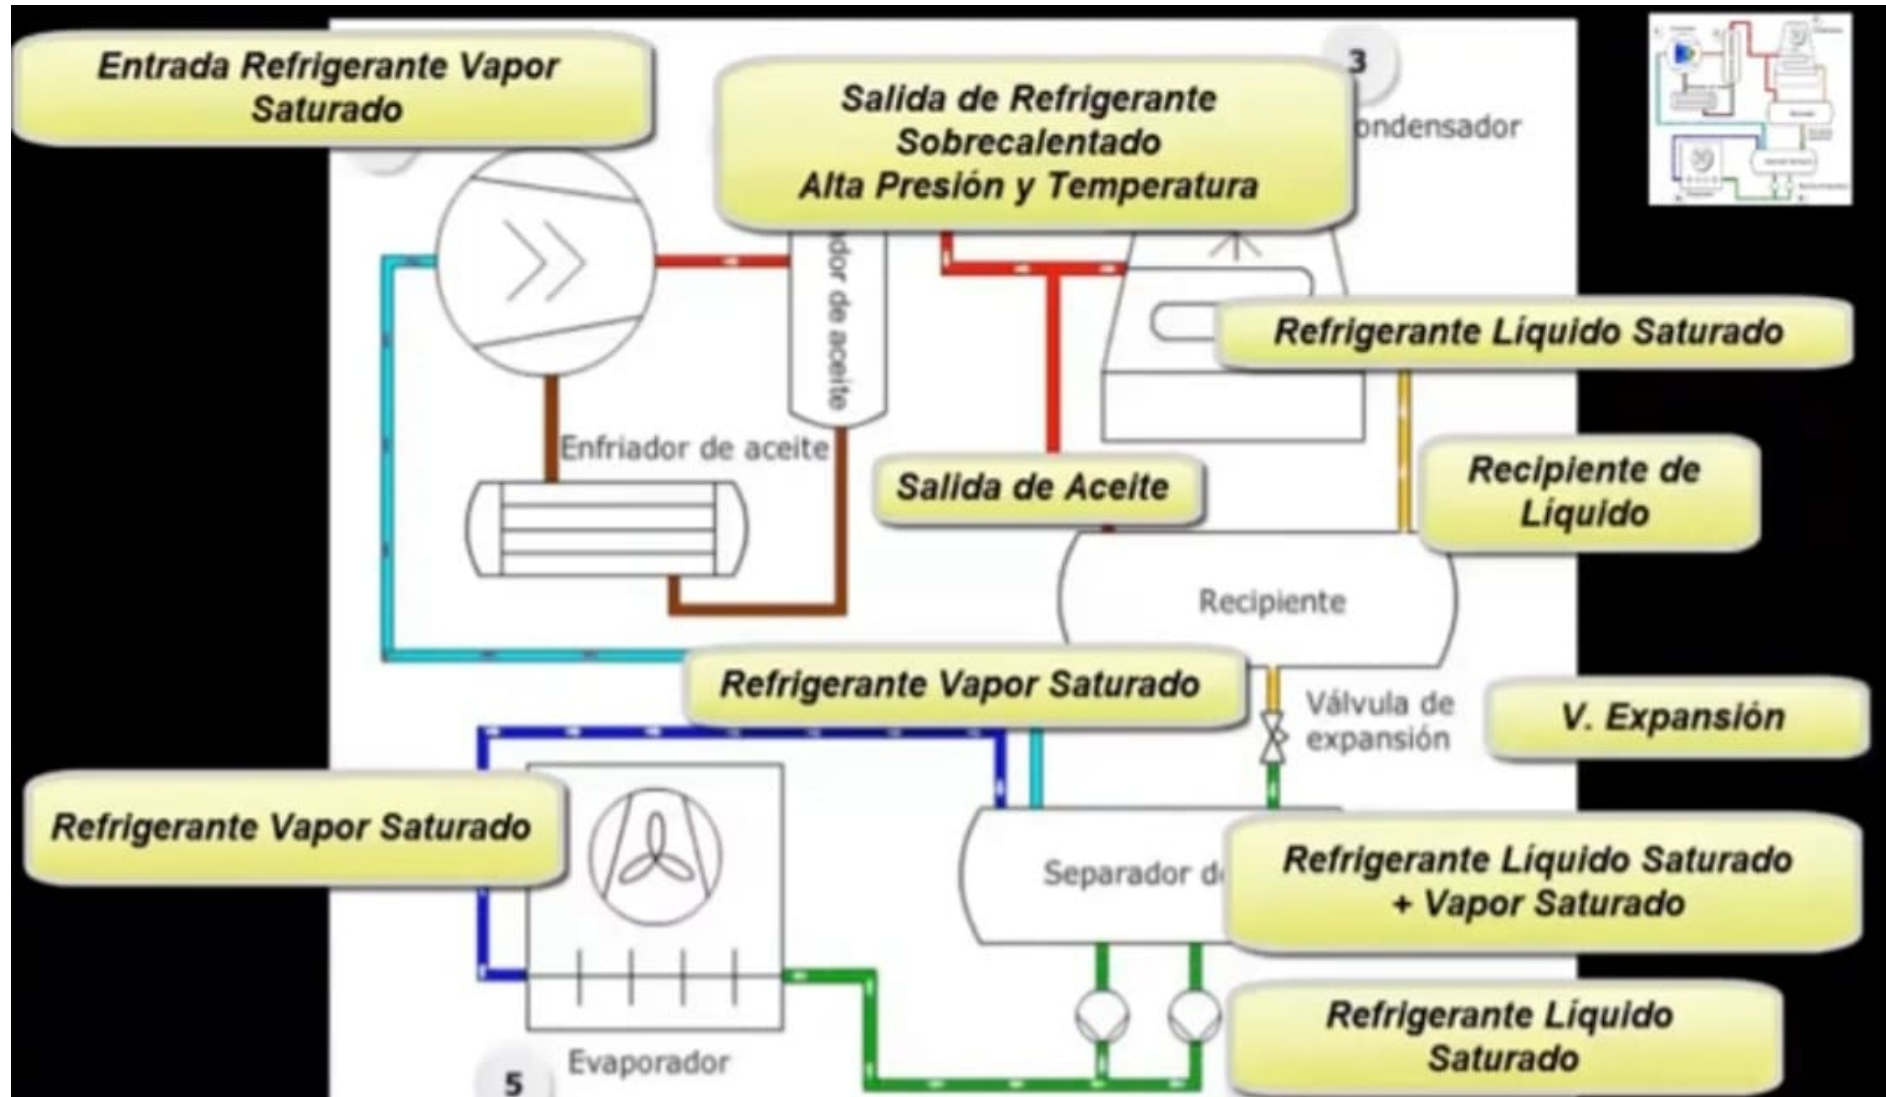 Entrada Refrigerante Vapor
Saturado
Salida de Refrigerante
Sobrecalentado
Alta Presión y Temperatura
3
ondensador
Refrigerante Líquido Saturado
dor de aceite
Enfriador de aceite
Salida de Aceite
Recipiente de
Líquido
Recipiente
Refrigerante Vapor Saturado
Válvula de
expansión
V. Expansión
Refrigerante Vapor Saturado
Separador d
Refrigerante Líquido Saturado
+ Vapor Saturado
Refrigerante Líquido
Saturado
Evaporador
5